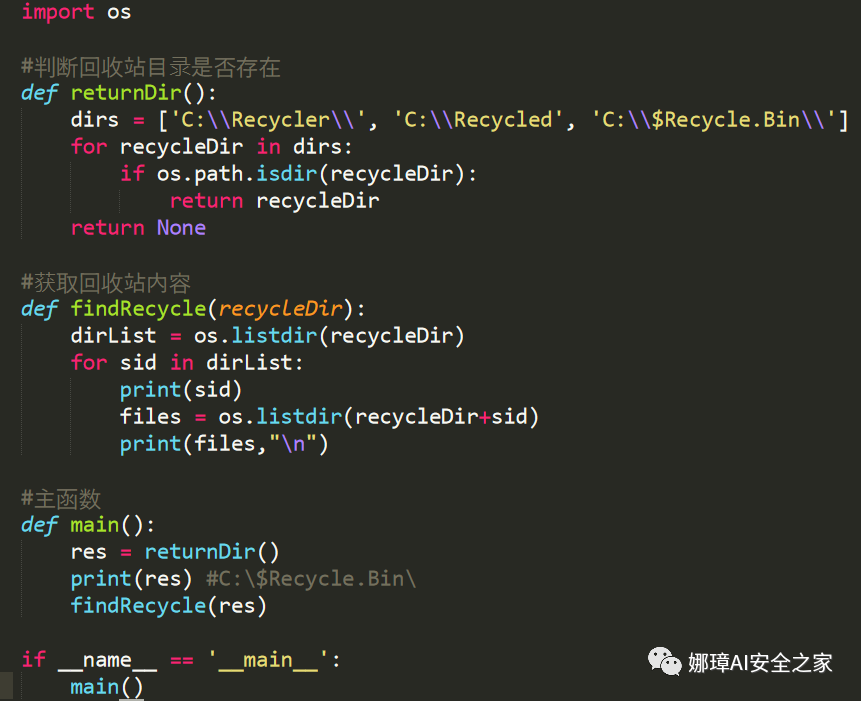 import os
#判断回收站目录是否存在
def returnDir():
    dirs = ['C:\\Recycler\\', 'C:\\Recycled', 'C:\\$Recycle.Bin\\']
    for recycleDir in dirs:
        if os.path.isdir(recycleDir):
            return recycleDir
    return None
#获取回收站内容
def findRecycle(recycleDir):
    dirList = os.listdir(recycleDir)
    for sid in dirList:
        print(sid)
        files = os.listdir(recycleDir+sid)
        print(files,"\n")
#主函数
def main():
    res = returnDir()
    print(res) #C:\$Recycle.Bin\
    findRecycle(res)
if __name__ == '__main__':
    main()
娜璋AI安全之家